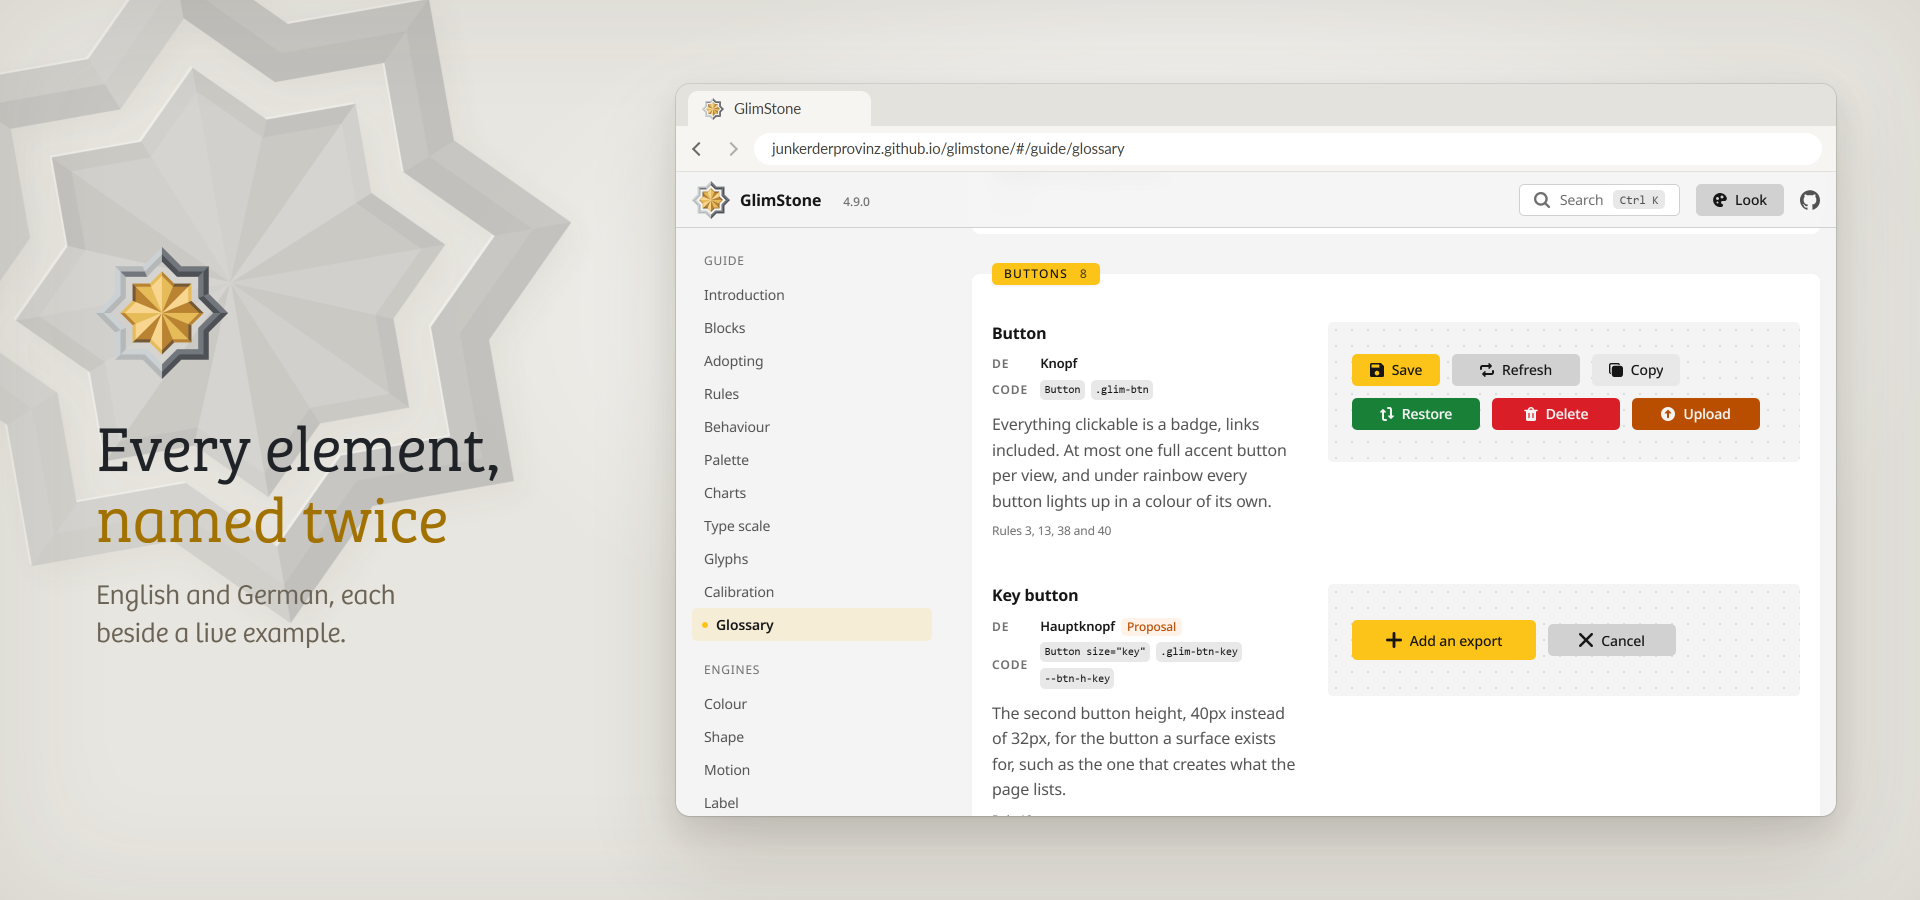 Every element,
named twice
English and German, each
beside a live example.
GlimStone
junkerderprovinz.github.io/glimstone/#/guide/glossary
GlimStone 4.9.0
Search Ctrl K
Look
GUIDE
Introduction
Blocks
Adopting
Rules
Behaviour
Palette
Charts
Type scale
Glyphs
Calibration
Glossary
ENGINES
Colour
Shape
Motion
Label
BUTTONS 8
Button
DE Knopf
CODE Button .glim-btn
Everything clickable is a badge, links
included. At most one full accent button
per view, and under rainbow every
button lights up in a colour of its own.
Rules 3, 13, 38 and 40
Save Refresh Copy
Restore Delete Upload
Key button
DE Hauptknopf Proposal
CODE Button size="key" .glim-btn-key
--btn-h-key
The second button height, 40px instead
of 32px, for the button a surface exists
for, such as the one that creates what the
page lists.
Add an export Cancel